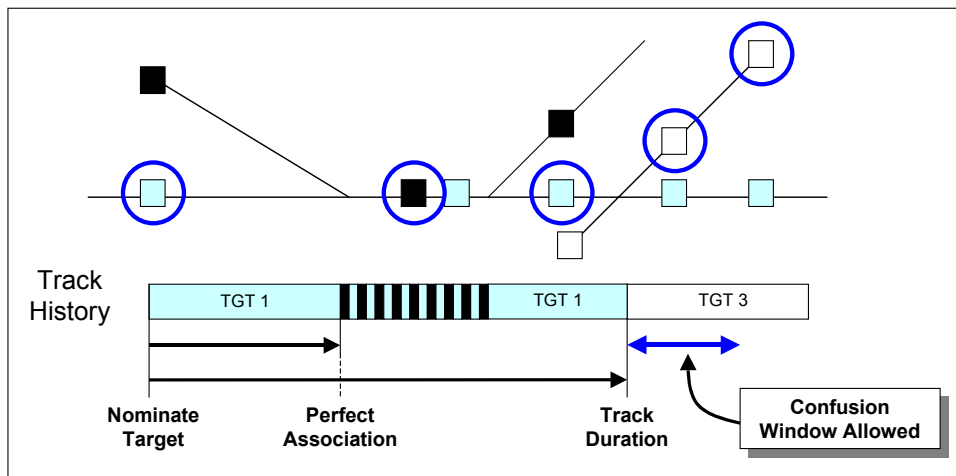 Track
History
TGT 1
TGT 1
TGT 3
Nominate
Target
Perfect
Association
Track
Duration
Confusion
Window Allowed